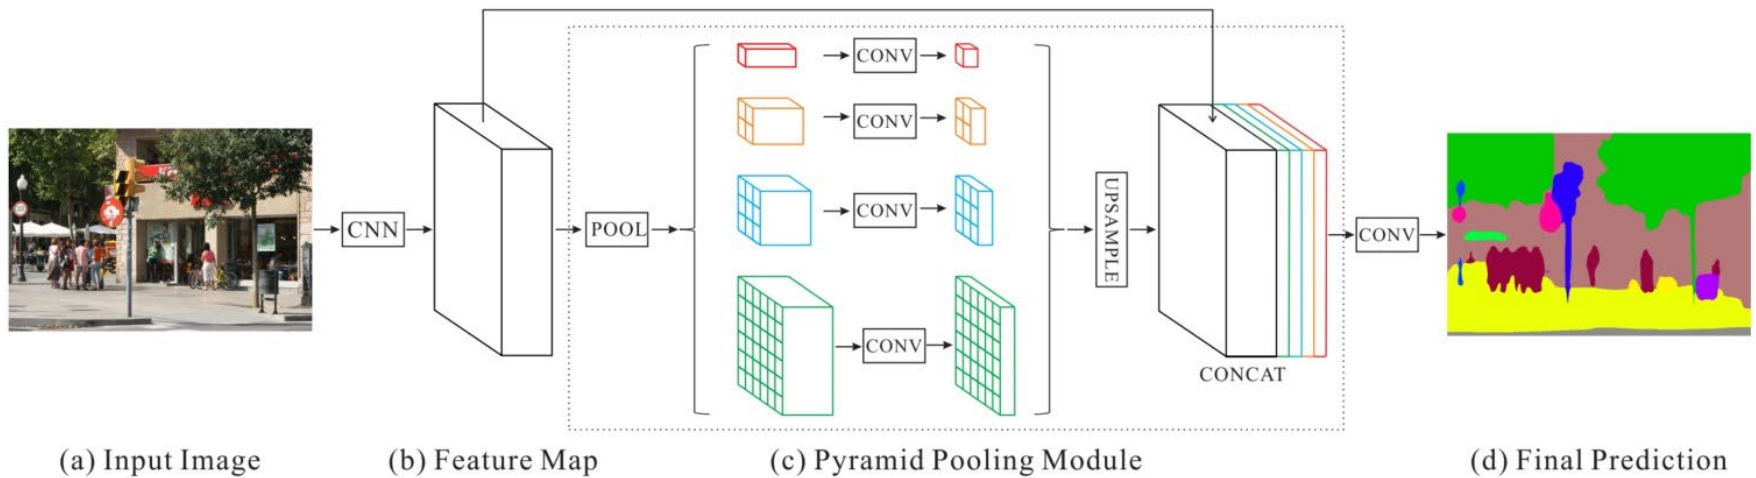 CONV
CONV
CONV
CONV
CNN
POOL
UPSAMPLE
CONV
CONCAT
(a) Input Image
(b) Feature Map
(c) Pyramid Pooling Module
(d) Final Prediction